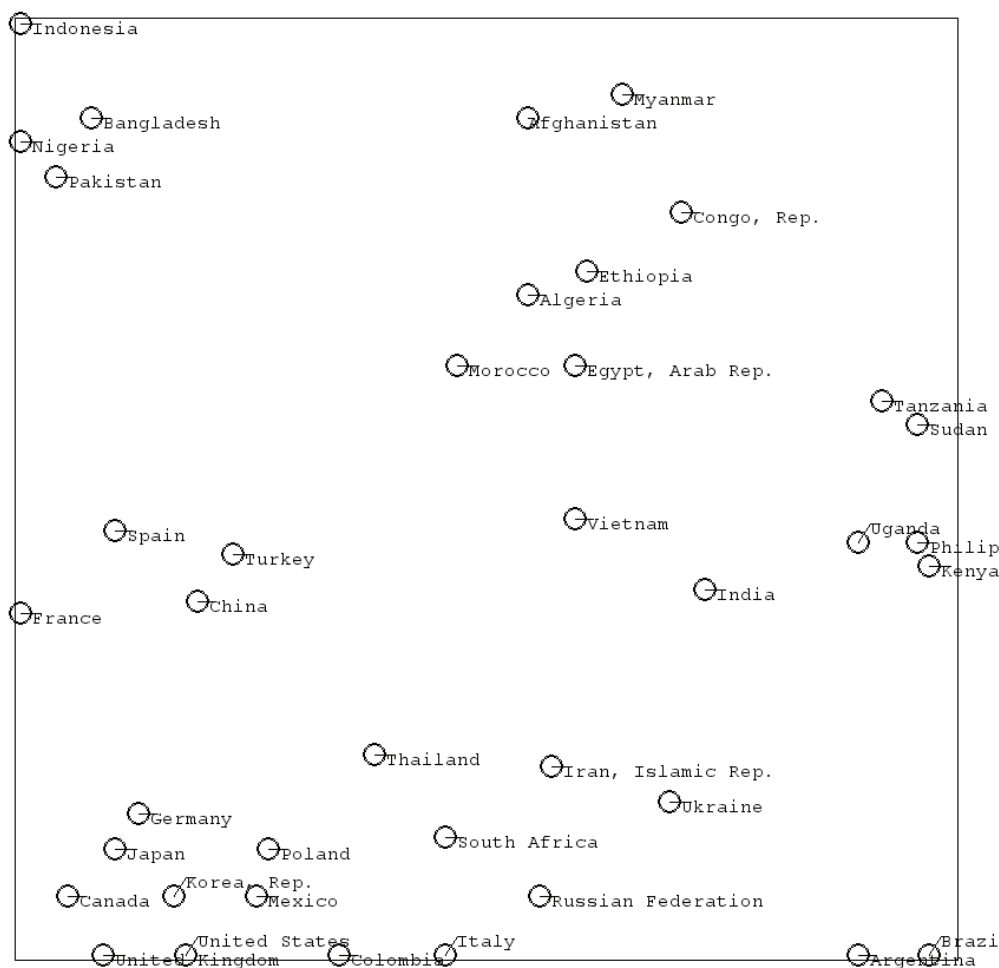 Indonesia
Myanmar
Bangladesh
Afghanistan
Nigeria
Pakistan
Congo, Rep.
Ethiopia
Algeria
Morocco
Egypt, Arab Rep.
Tanzania
Sudan
Vietnam
Uganda
Spain
Philip
Turkey
Kenya
India
China
France
Thailand
Iran, Islamic Rep.
Ukraine
Germany
South Africa
Japan
Poland
Korea, Rep.
Canada
Mexico
Russian Federation
United States
Italy
Brazi
United Kingdom
Colombia
Argentina